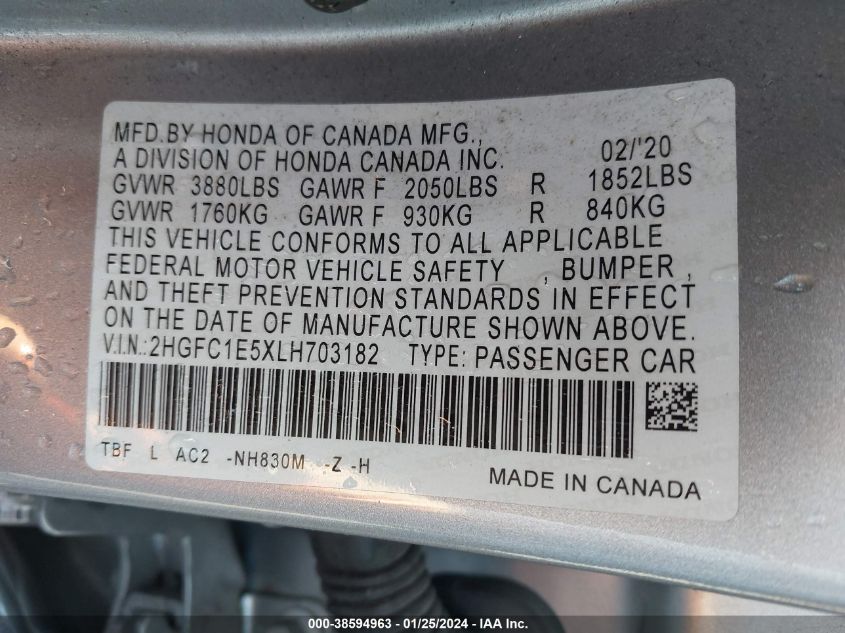 MFD.BY HONDA OF CANADA MFG.,
A DIVISION OF HONDA CANADA INC. 02/'20
GVWR 3880LBS GAWR F 2050LBS R 1852LBS
GVWR 1760KG GAWR F 930KG R 840KG
THIS VEHICLE CONFORMS TO ALL APPLICABLE
FEDERAL MOTOR VEHICLE SAFETY , BUMPER ,
AND THEFT PREVENTION STANDARDS IN EFFECT
ON THE DATE OF MANUFACTURE SHOWN ABOVE.
V.I.N.: 2HGFC1E5XLH703182 TYPE: PASSENGER CAR
TBF L AC2 -NH830M -Z -H
MADE IN CANADA
000-38594963 - 01/25/2024 - IAA, Inc.